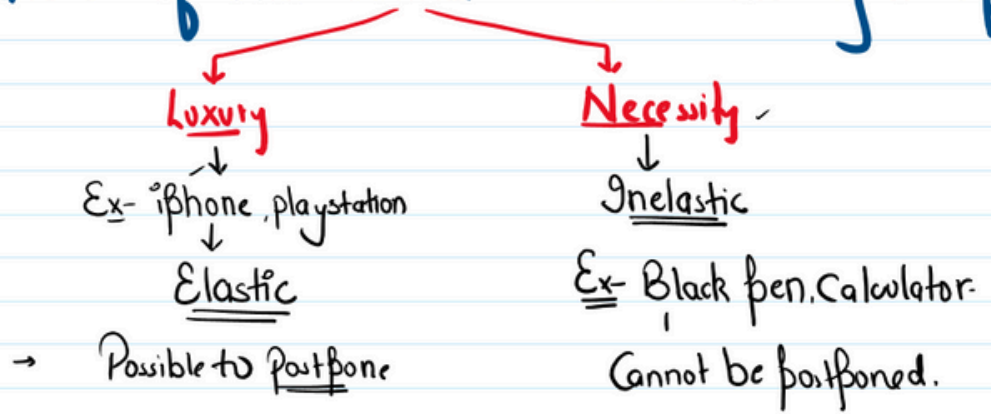 Luxury
Necessity
Ex- iphone, playstation
Inelastic
Elastic
Ex- Black pen, Calculator.
→ Possible to Postpone
Cannot be postponed.